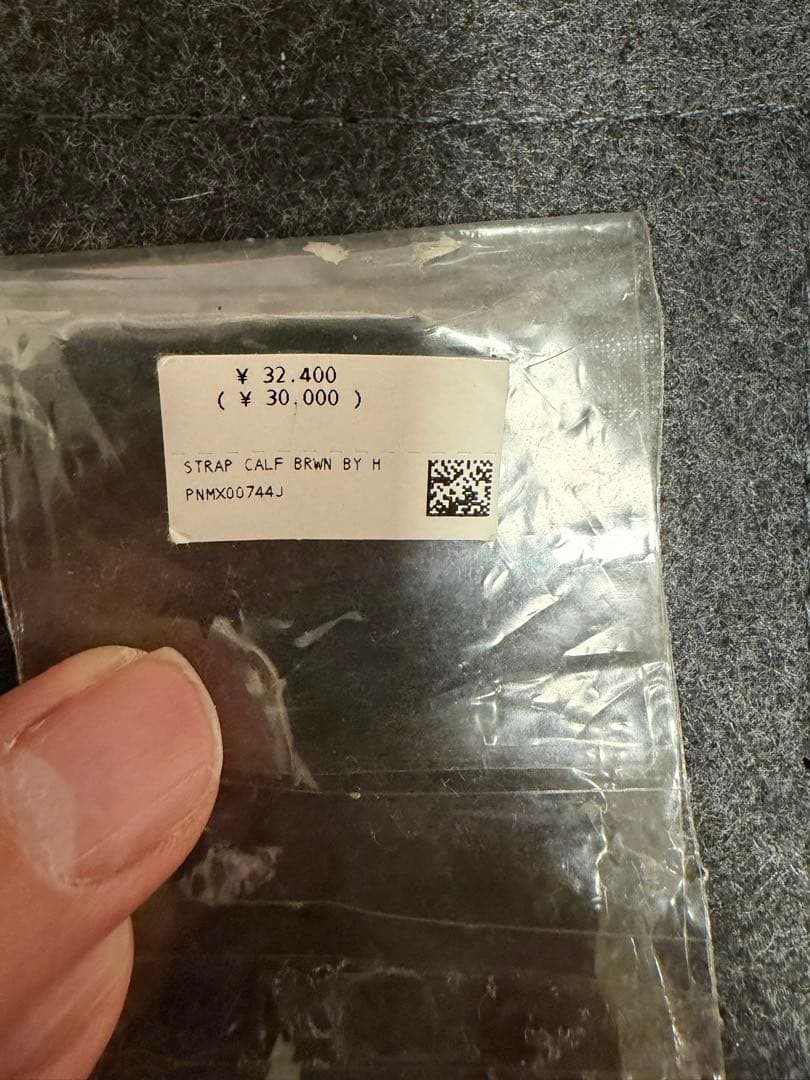 ¥ 32.400
( ¥ 30.000 )
STRAP CALF BRWN BY H
PNMX00744J